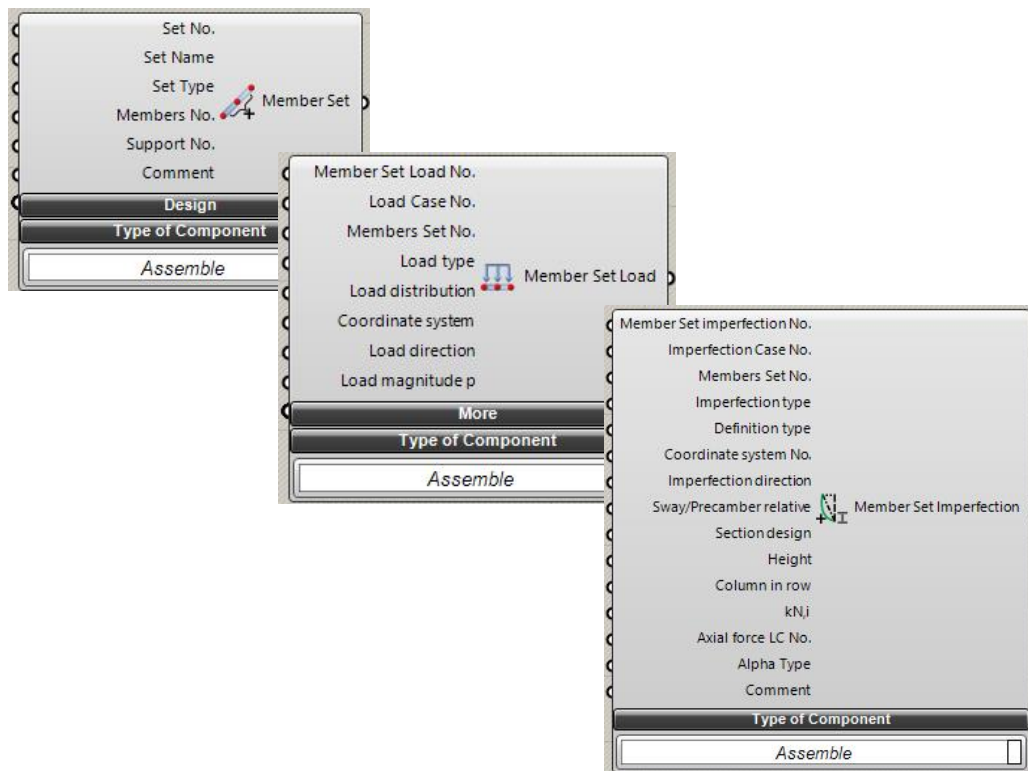 Set No.
Set Name
Set Type
Members No.
Support No.
Comment
Member Set
Design
Type of Component
Assemble
Member Set Load No.
Load Case No.
Members Set No.
Load type
Load distribution
Coordinate system
Load direction
Load magnitude p
Member Set Load
More
Type of Component
Assemble
Member Set imperfection No.
Imperfection Case No.
Members Set No.
Imperfection type
Definition type
Coordinate system No.
Imperfection direction
Sway/Precamber relative
Section design
Height
Column in row
kN,i
Axial force LC No.
Alpha Type
Comment
Member Set Imperfection
Type of Component
Assemble